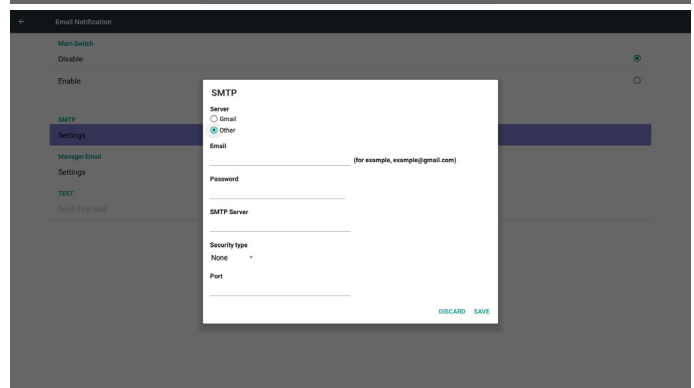 Email Notification
Main Switch
Disable
Enable
SMTP
Settings
Manager Email
Settings
TEST
Send Test Mail
SMTP
Server
Gmail
Other
Email
(for example, example@gmail.com)
Password
SMTP Server
Security type
None
Port
DISCARD SAVE